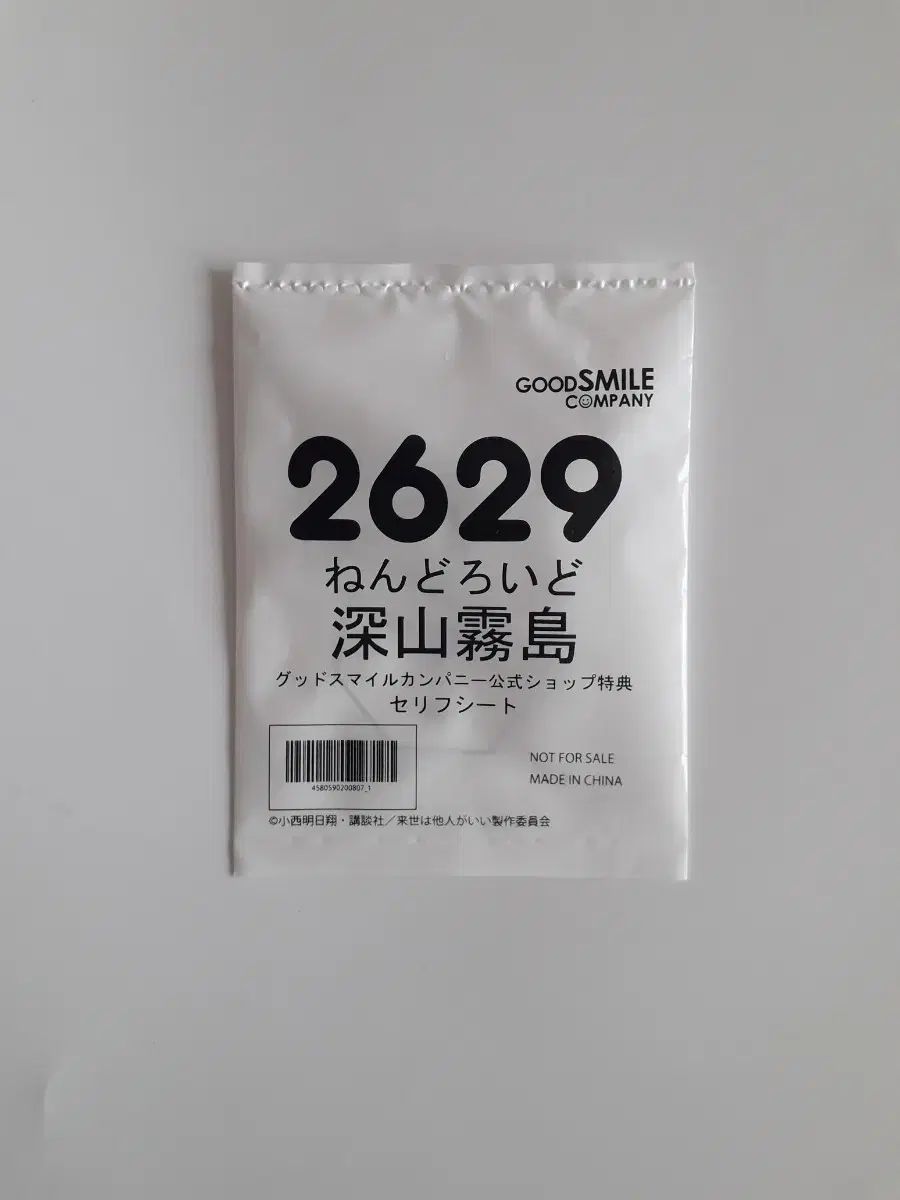 GOODSMILE
COMPANY
2629
ねんどろいど
深山霧島
グッドスマイルカンパニー公式ショップ特典
セリフシート
NOT FOR SALE
MADE IN CHINA
4580590200807_1
©小西明日翔・講談社／来世は他人がいい製作委員会